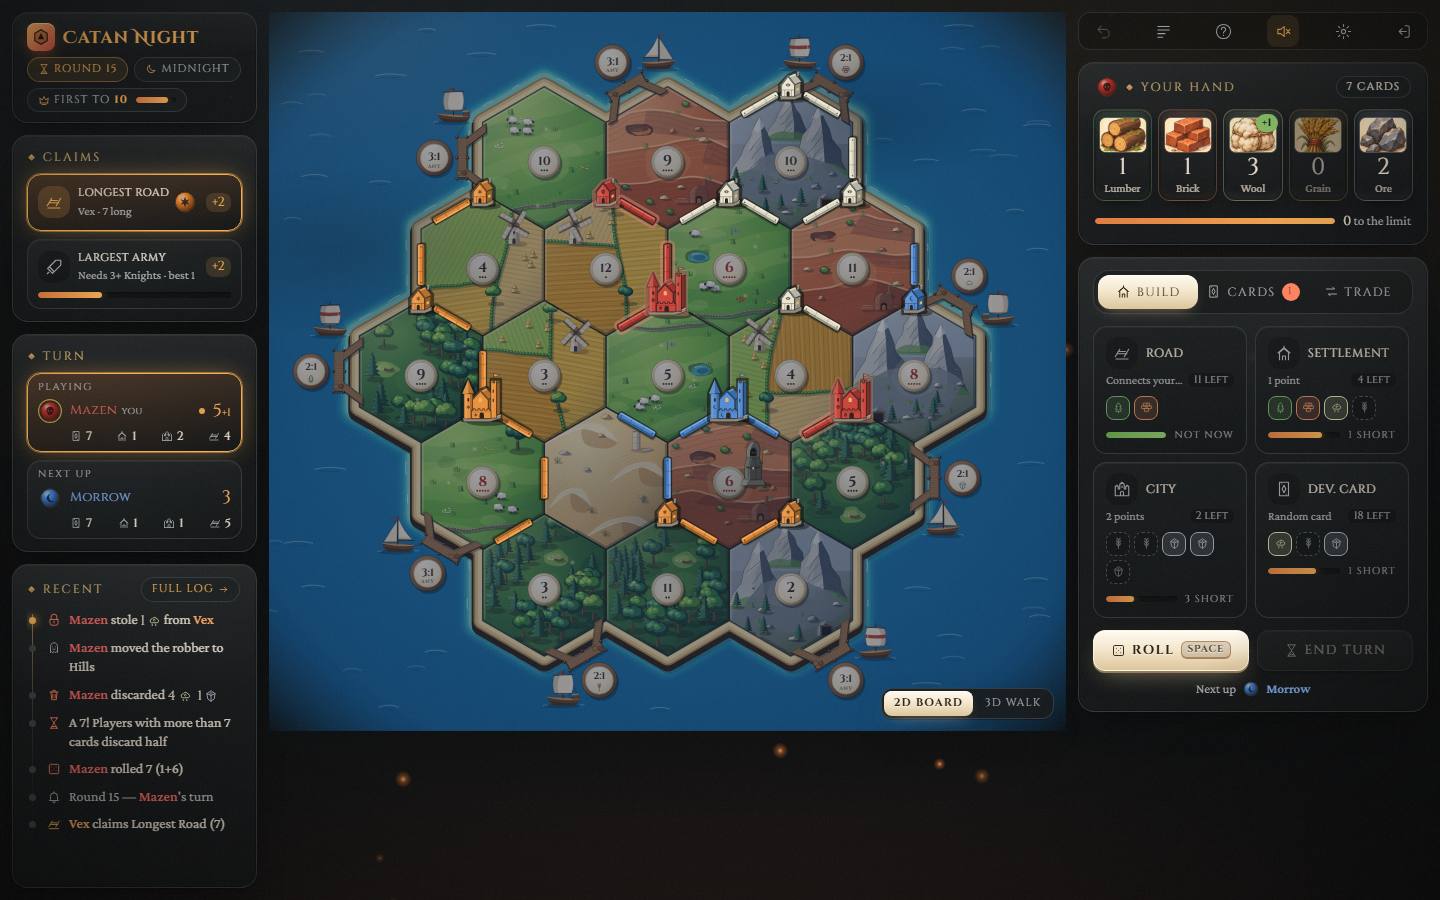 CATAN NIGHT
ROUND 15
MIDNIGHT
FIRST TO 10
CLAIMS
LONGEST ROAD
Vex · 7 long
+2
LARGEST ARMY
Needs 3+ Knights · best 1
+2
TURN
PLAYING
MAZEN YOU
5+1
7 1 2 4
NEXT UP
MORROW
3
7 1 1 5
RECENT
FULL LOG →
Mazen stole 1 from Vex
Mazen moved the robber to
Hills
Mazen discarded 4 1
A 7! Players with more than 7
cards discard half
Mazen rolled 7 (1+6)
Round 15 — Mazen's turn
Vex claims Longest Road (7)
3:1
ANY
2:1
3:1
ANY
10
9
10
4
12
6
11
2:1
2:1
9
3
5
4
8
8
6
5
2:1
3:1
ANY
3
11
2
2:1
3:1
ANY
2D BOARD
3D WALK
YOUR HAND
7 CARDS
+1
1
1
3
0
2
Lumber
Brick
Wool
Grain
Ore
0 to the limit
BUILD
CARDS 1
TRADE
ROAD
Connects your...
11 LEFT
NOT NOW
SETTLEMENT
1 point
4 LEFT
1 SHORT
CITY
2 points
2 LEFT
3 SHORT
DEV. CARD
Random card
18 LEFT
1 SHORT
ROLL SPACE
END TURN
Next up Morrow